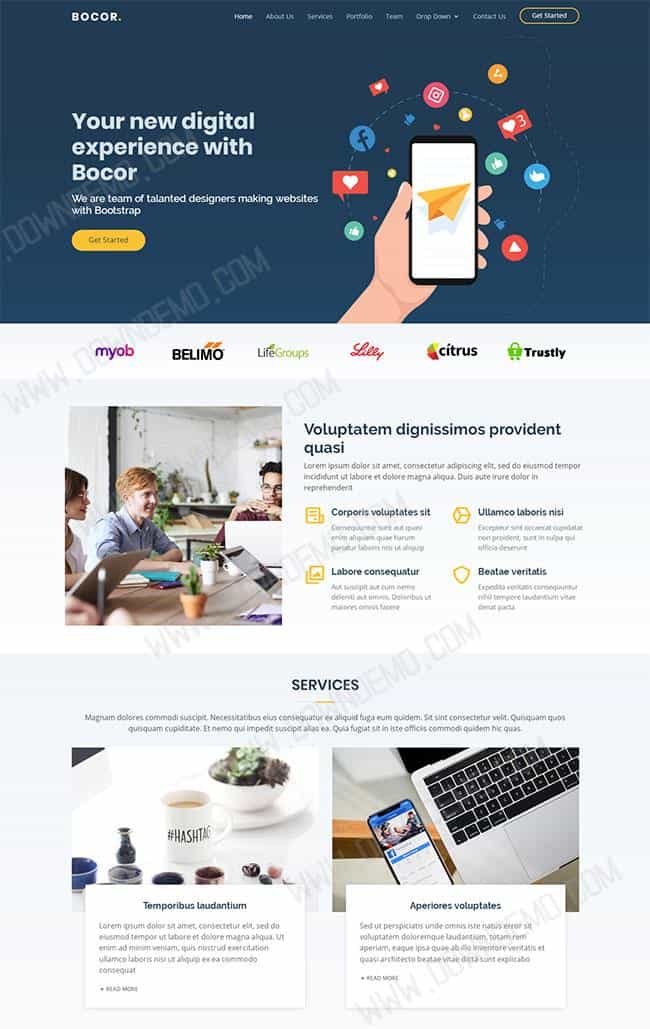 BOCOR.
Home
About Us
Services
Portfolio
Team
Drop Down
Contact Us
Get Started
Your new digital
experience with
Bocor
We are team of talanted designers making websites
with Bootstrap
Get Started
3
myob
BELIMO
LifeGroups
Lilly
citrus
Trustly
Voluptatem dignissimos provident
quasi
Lorem ipsum dolor sit amet, consectetur adipiscing elit, sed do eiusmod tempor
incididunt ut labore et dolore magna aliqua. Duis aute irure dolor in
reprehenderit
Corporis voluptates sit
Consequuntur sunt aut quasi
enim aliquam quae harum
pariatur laboris nisi ut aliquip
Ullamco laboris nisi
Excepteur sint occaecat cupidatat
non proident, sunt in culpa qui
officia deserunt
Labore consequatur
Aut suscipit aut cum nemo
deleniti aut omnis. Doloribus ut
maiores omnis facere
Beatae veritatis
Expedita veritatis consequuntur
nihil tempore laudantium vitae
denat pacta
SERVICES
Magnam dolores commodi suscipit. Necessitatibus eius consequatur ex aliquid fuga eum quidem. Sit sint consectetur velit. Quisquam quos
quisquam cupiditate. Et nemo qui impedit suscipit alias ea. Quia fugiat sit in iste officiis commodi quidem hic quas.
#HASHTAG
Temporibus laudantium
Lorem ipsum dolor sit amet, consectetur elit, sed do
eiusmod tempor ut labore et dolore magna aliqua. Ut
enim ad minim veniam, quis nostrud exercitation
ullamco laboris nisi ut aliquip ex ea commodo
consequat
READ MORE
Aperiores voluptates
Sed ut perspiciatis unde omnis iste natus error sit
voluptatem doloremque laudantium, totam rem
aperiam, eaque ipsa quae ab illo inventore veritatis et
quasi architecto beatae vitae dicta sunt explicabo
READ MORE
WWW.DOWNDEMO.COM